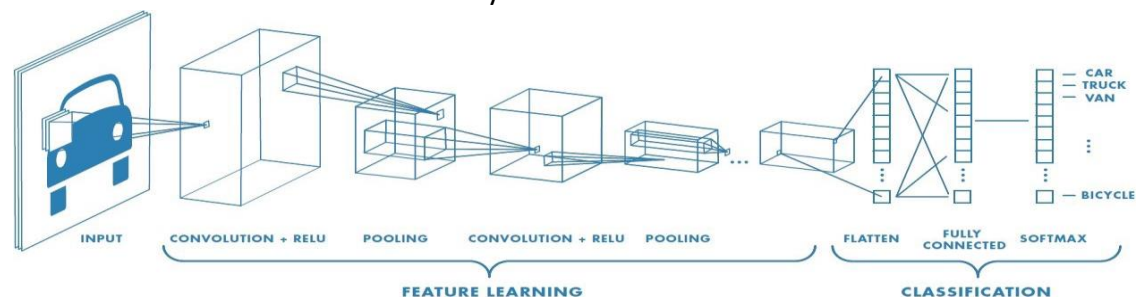 CAR
TRUCK
VAN
BICYCLE
INPUT
CONVOLUTION + RELU
POOLING
CONVOLUTION + RELU
POOLING
FLATTEN
FULLY
CONNECTED
SOFTMAX
FEATURE LEARNING
CLASSIFICATION